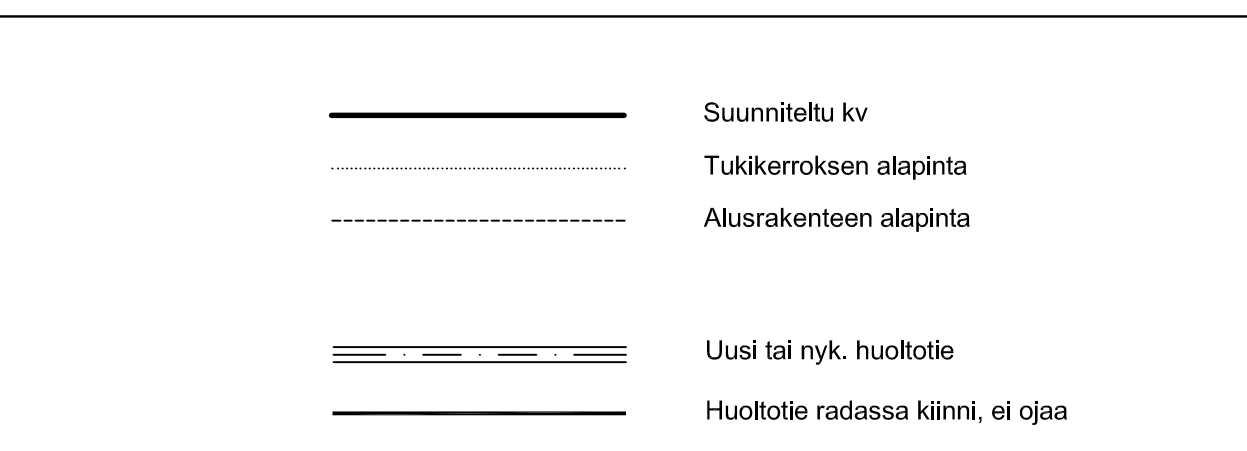 Suunniteltu kv
Tukikerroksen alapinta
Alusrakenteen alapinta
Uusi tai nyk. huoltotie
Huoltotie radassa kiinni, ei ojaa